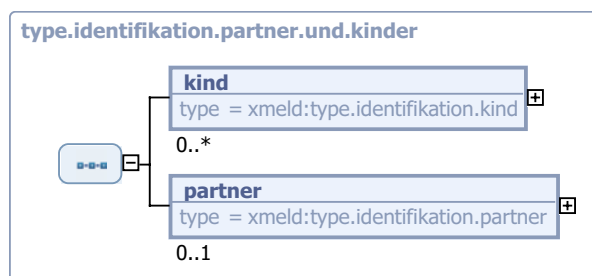 type.identifikation.partner.und.kinder
kind
type = xmeld:type.identifikation.kind
0..*
partner
type = xmeld:type.identifikation.partner
0..1